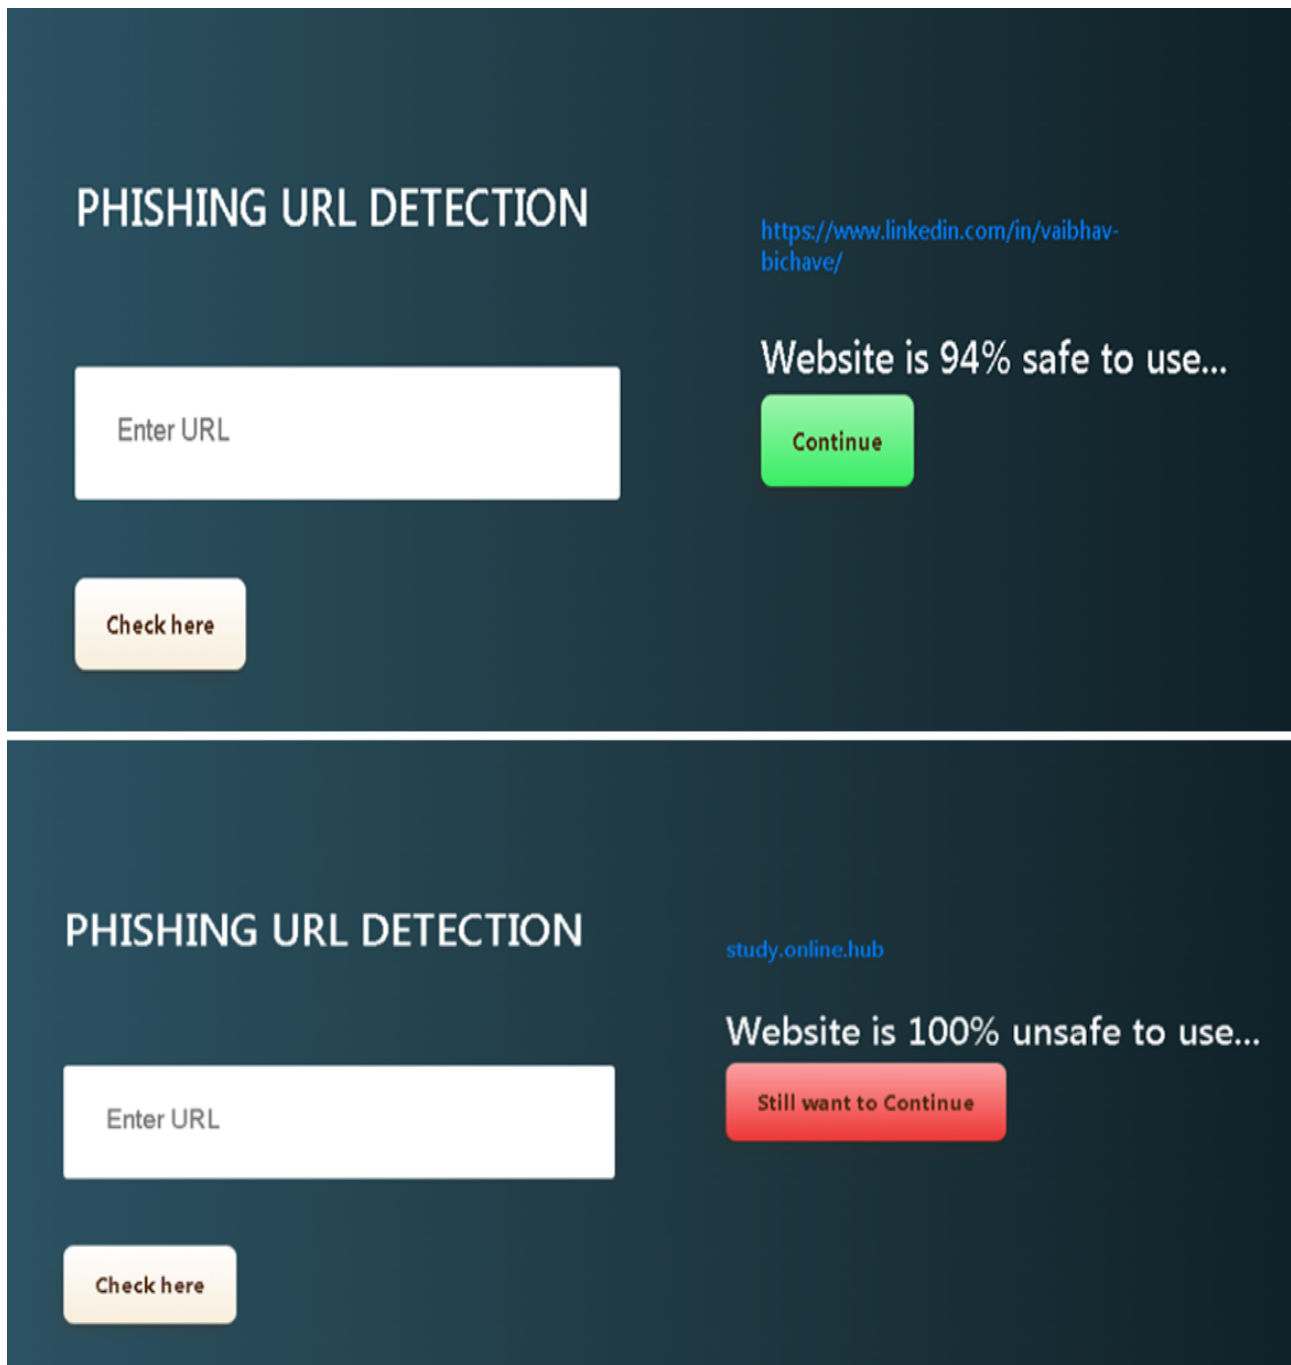 PHISHING URL DETECTION
https://www.linkedin.com/in/vaibhav-
bichave/
Website is 94% safe to use...
Enter URL
Continue
Check here
PHISHING URL DETECTION
study.online.hub
Website is 100% unsafe to use...
Enter URL
Still want to Continue
Check here